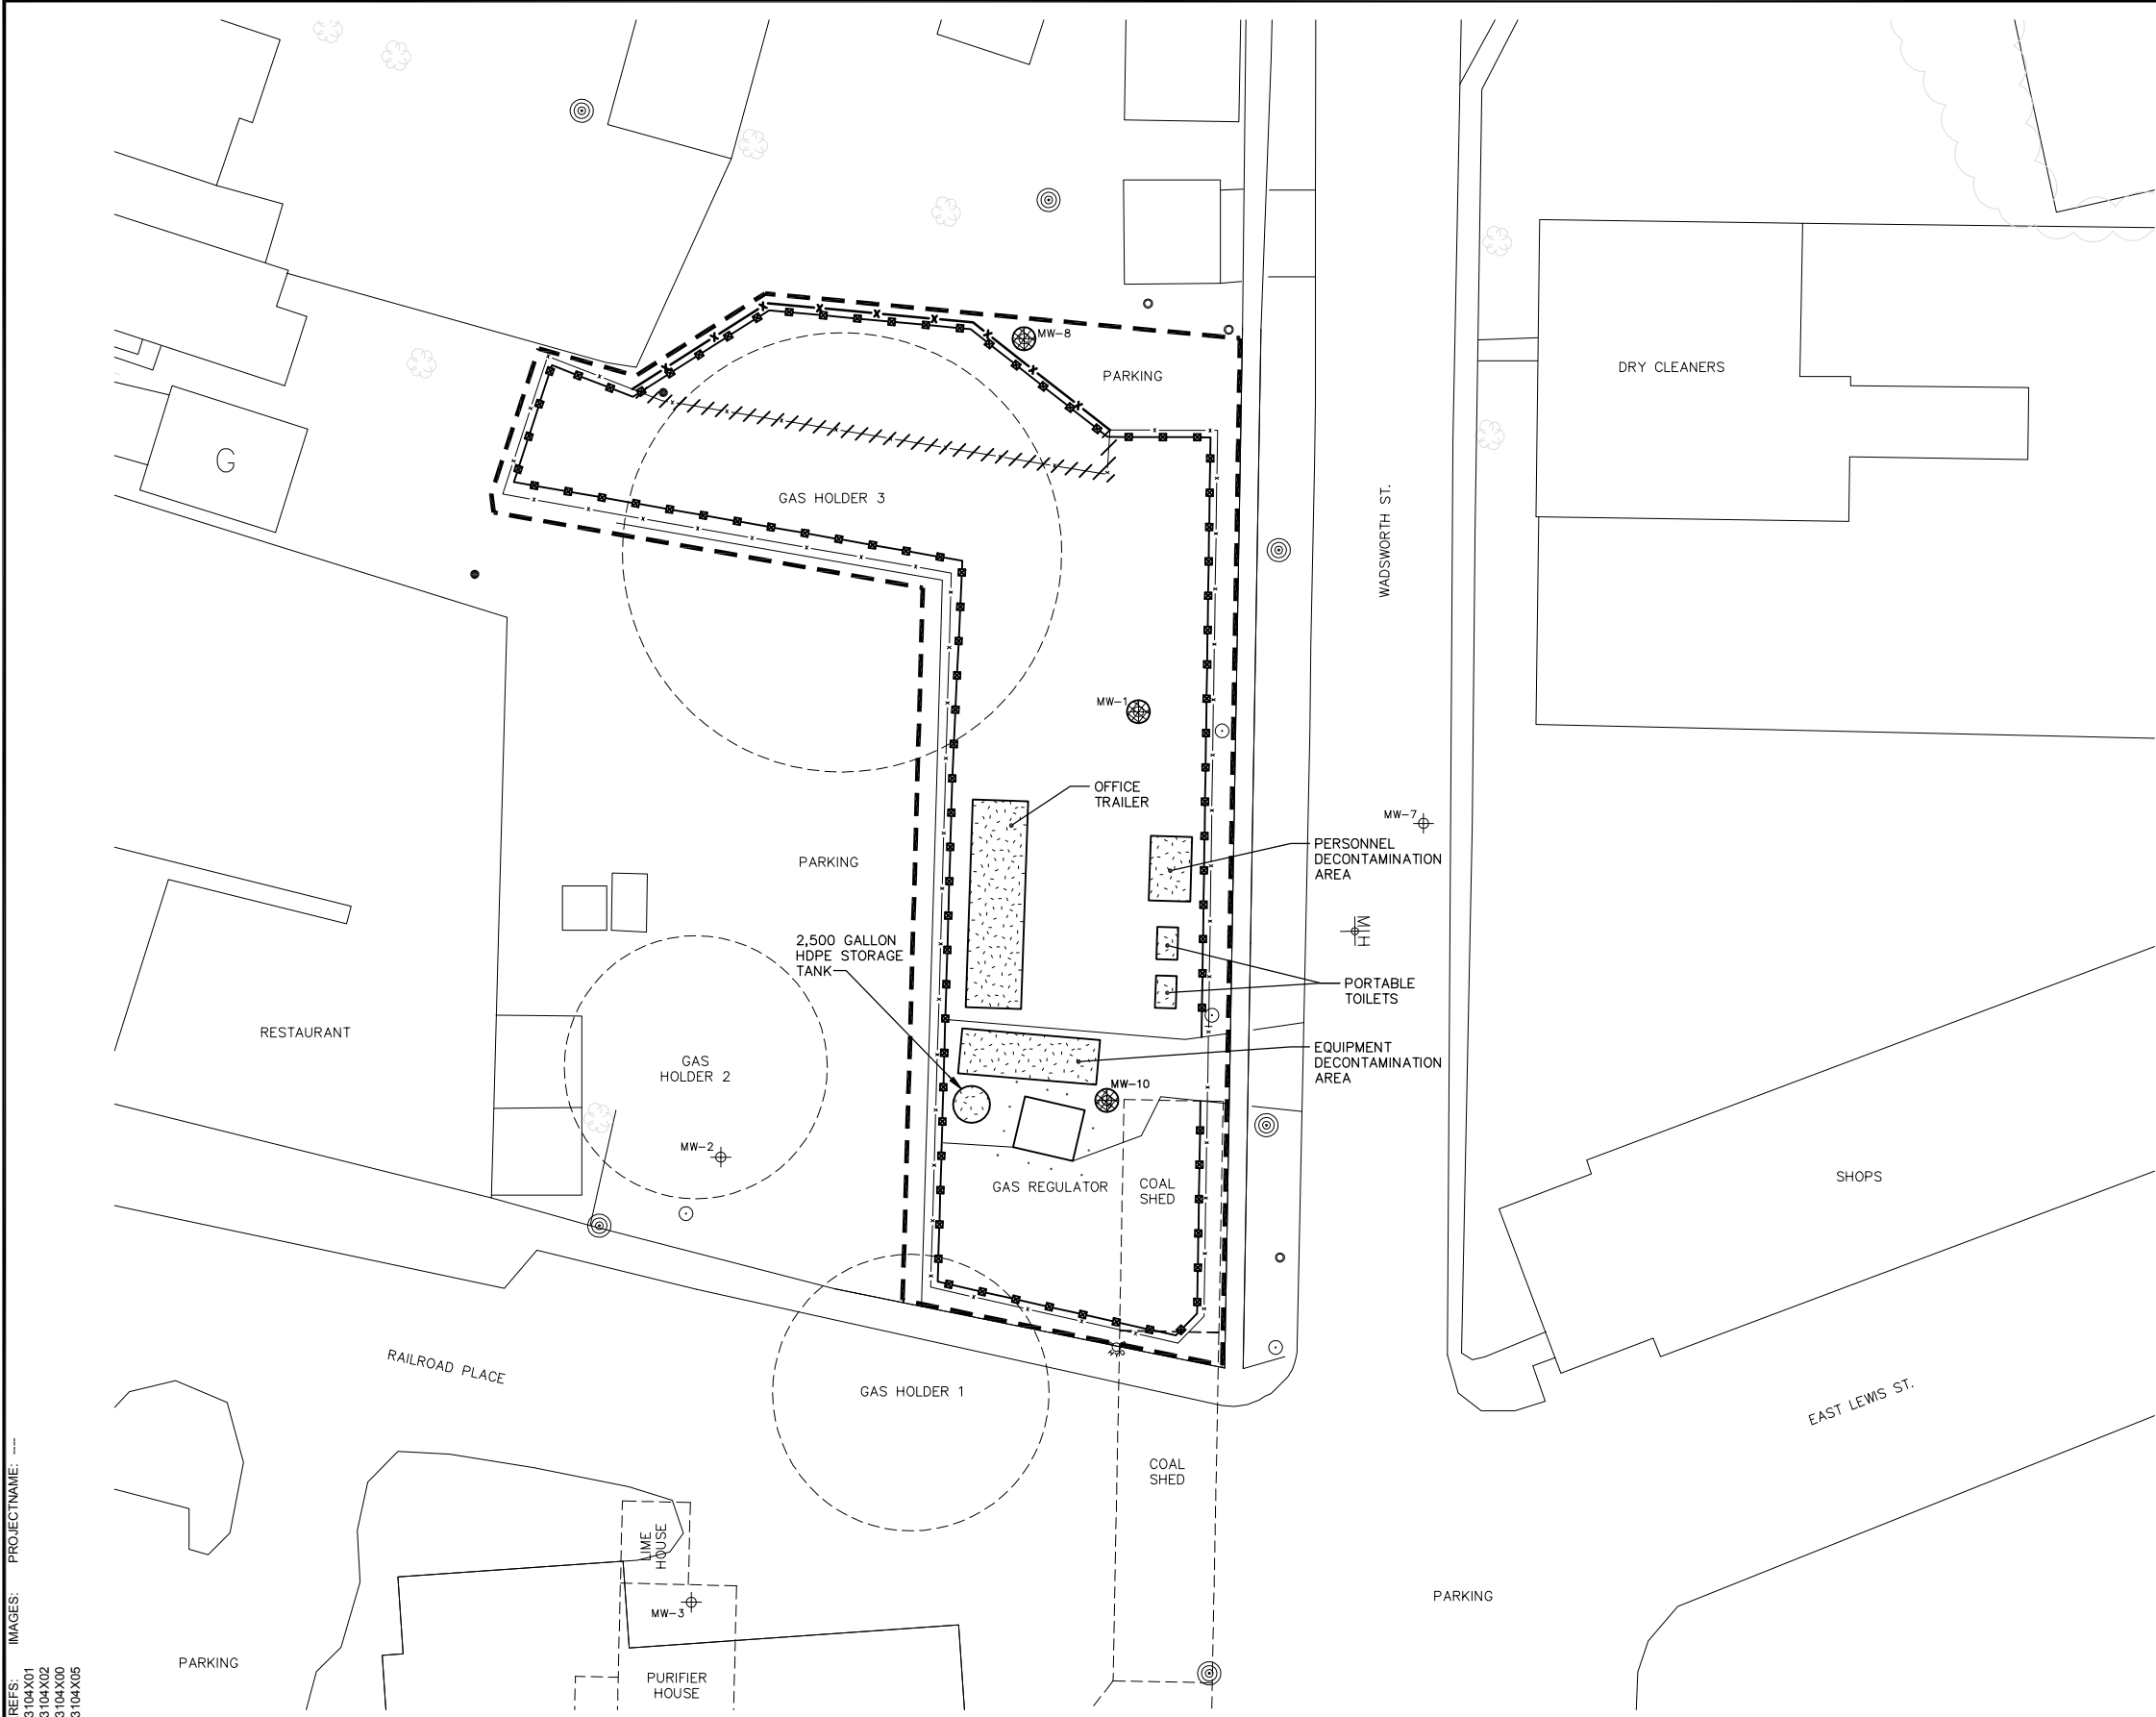 MW-8
PARKING
DRY CLEANERS
G
GAS HOLDER 3
WADSWORTH ST.
MW-1
OFFICE
TRAILER
MW-7
PERSONNEL
DECONTAMINATION
AREA
PARKING
2,500 GALLON
HDPE STORAGE
TANK
MH
PORTABLE
TOILETS
RESTAURANT
GAS
HOLDER 2
EQUIPMENT
DECONTAMINATION
AREA
MW-10
MW-2
GAS REGULATOR
COAL
SHED
SHOPS
RAILROAD PLACE
GAS HOLDER 1
EAST LEWIS ST.
COAL
SHED
LIME
HOUSE
MW-3
PARKING
PARKING
PURIFIER
HOUSE
REFS: IMAGES: PROJECTNAME: ---
3104X01
3104X02
3104X00
3104X05